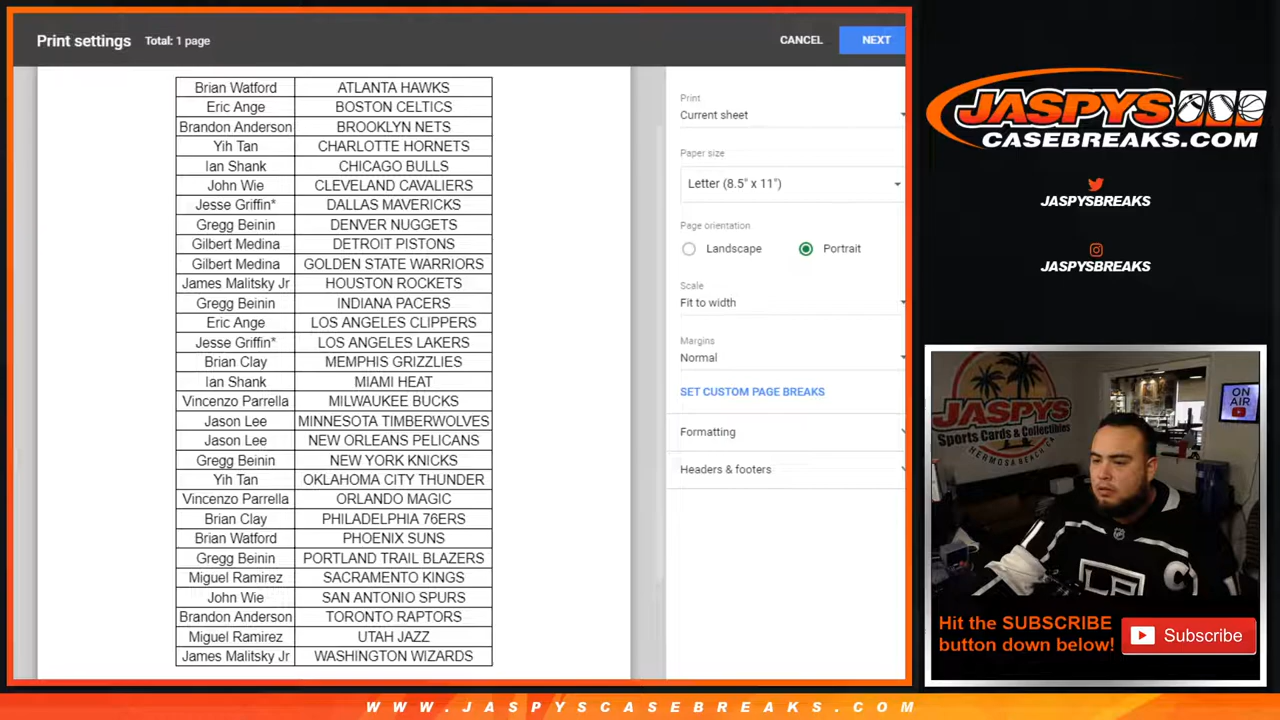 Print settings Total: 1 page CANCEL NEXT
Brian Watford ATLANTA HAWKS
Eric Ange BOSTON CELTICS
Brandon Anderson BROOKLYN NETS
Yih Tan CHARLOTTE HORNETS
Ian Shank CHICAGO BULLS
John Wie CLEVELAND CAVALIERS
Jesse Griffin* DALLAS MAVERICKS
Gregg Beinin DENVER NUGGETS
Gilbert Medina DETROIT PISTONS
Gilbert Medina GOLDEN STATE WARRIORS
James Malitsky Jr HOUSTON ROCKETS
Gregg Beinin INDIANA PACERS
Eric Ange LOS ANGELES CLIPPERS
Jesse Griffin* LOS ANGELES LAKERS
Brian Clay MEMPHIS GRIZZLIES
Ian Shank MIAMI HEAT
Vincenzo Parrella MILWAUKEE BUCKS
Jason Lee MINNESOTA TIMBERWOLVES
Jason Lee NEW ORLEANS PELICANS
Gregg Beinin NEW YORK KNICKS
Yih Tan OKLAHOMA CITY THUNDER
Vincenzo Parrella ORLANDO MAGIC
Brian Clay PHILADELPHIA 76ERS
Brian Watford PHOENIX SUNS
Gregg Beinin PORTLAND TRAIL BLAZERS
Miguel Ramirez SACRAMENTO KINGS
John Wie SAN ANTONIO SPURS
Brandon Anderson TORONTO RAPTORS
Miguel Ramirez UTAH JAZZ
James Malitsky Jr WASHINGTON WIZARDS
Print
Current sheet
Paper size
Letter (8.5" x 11")
Page orientation
Landscape Portrait
Scale
Fit to width
Margins
Normal
SET CUSTOM PAGE BREAKS
Formatting
Headers & footers
JASPYS
CASEBREAKS.COM
JASPYSBREAKS
JASPYSBREAKS
JASPYS
Sports Cards & Collectibles
HERMOSA BEACH CA
ON
AIR
LA
C
Hit the SUBSCRIBE
button down below!
Subscribe
WWW.JASPYSCASEBREAKS.COM